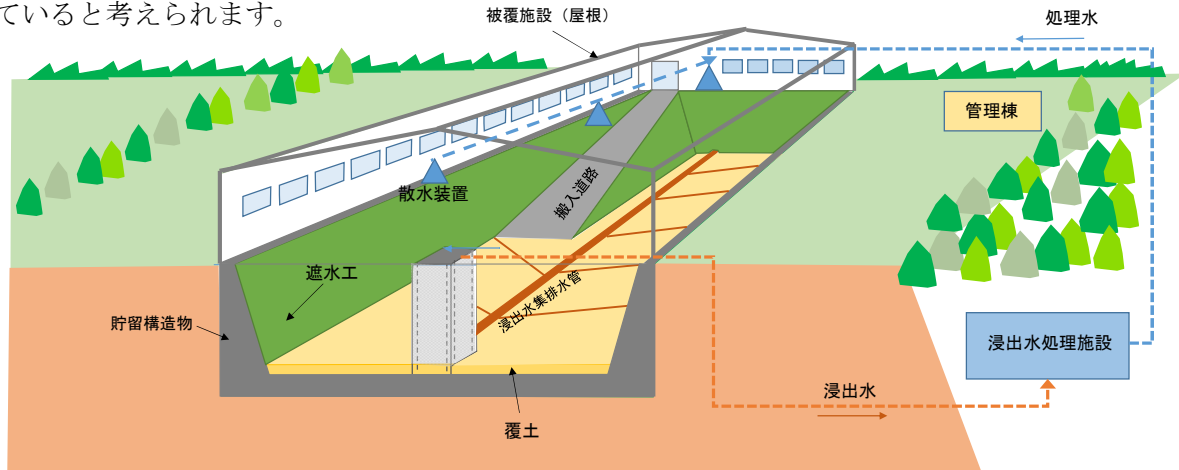 ていると考えられます。
被覆施設（屋根）
処理水
管理棟
散水装置
搬入道路
遮水工
浸出水集排水管
貯留構造物
浸出水処理施設
浸出水
覆土